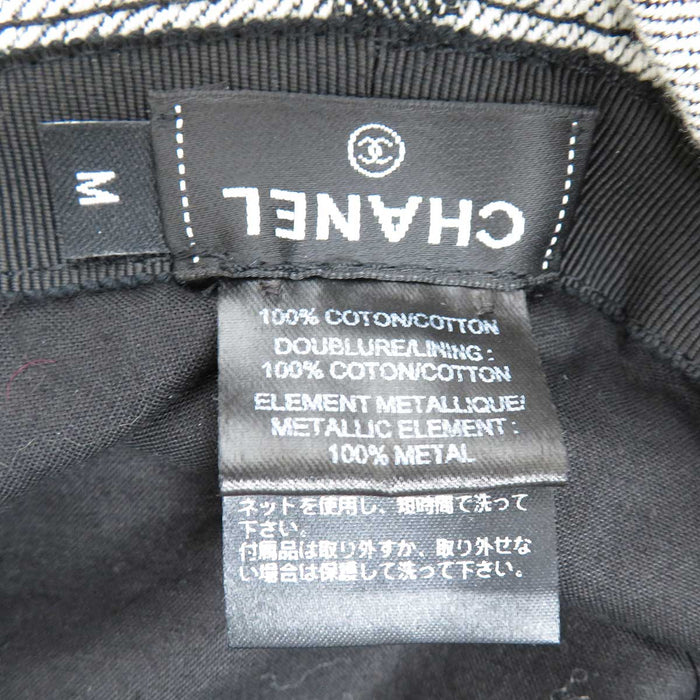 M
CHANEL
100% COTON/COTTON
DOUBLURE/LINING :
100% COTON/COTTON
ELEMENT METALLIQUE/
METALLIC ELEMENT :
100% METAL
ネットを使用し、短時間で洗って
下さい。
付属品は取り外すか、取り外せな
い場合は保護して洗って下さい。